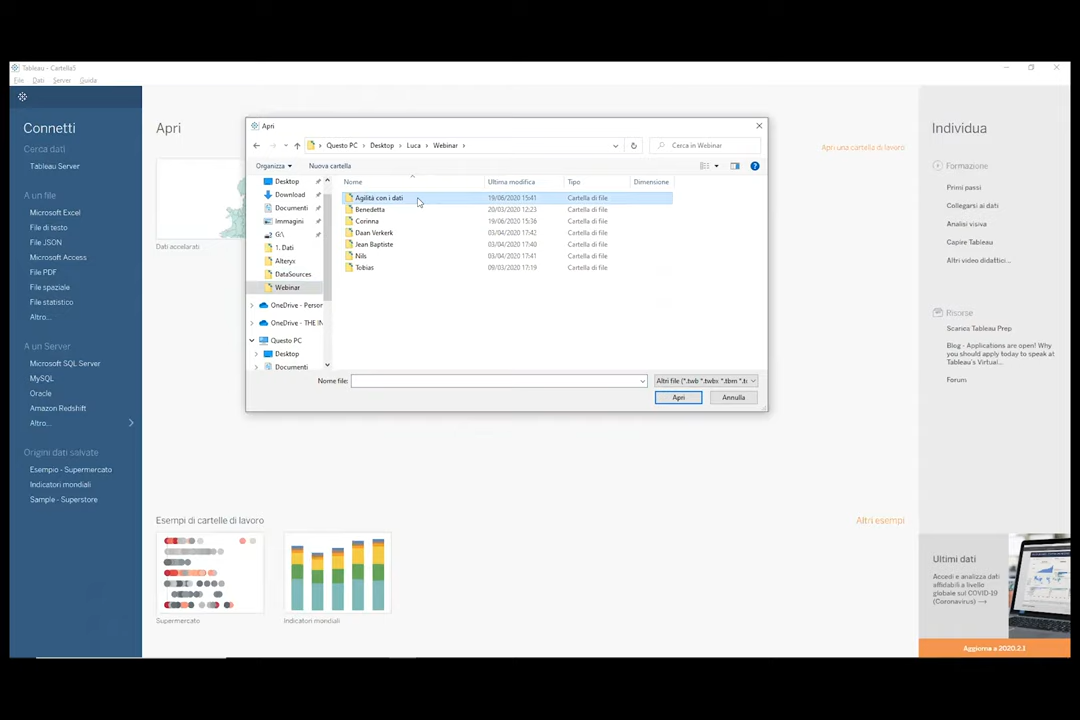 Tableau - Cartella5
File Dati Server Guida
Connetti
Cerca dati
Tableau Server
A un file
Microsoft Excel
File di testo
File JSON
Microsoft Access
File PDF
File spaziale
File statistico
Altro...
A un Server
Microsoft SQL Server
MySQL
Oracle
Amazon Redshift
Altro...
Origini dati salvate
Esempio - Supermercato
Indicatori mondiali
Sample - Superstore
Apri
Apri una cartella di lavoro
Dati accelarati
Apri
Questo PC > Desktop > Luca > Webinar >
Cerca in Webinar
Organizza
Nuova cartella
Desktop
Download
Documenti
Immagini
G:\
1. Dati
Alteryx
DataSources
Webinar
OneDrive - Person
OneDrive - THE IN
Questo PC
Desktop
Documenti
Nome Ultima modifica Tipo Dimensione
Agilità con i dati 19/06/2020 15:41 Cartella di file
Benedetta 20/03/2020 12:23 Cartella di file
Corinna 19/06/2020 15:36 Cartella di file
Daan Verkerk 03/04/2020 17:42 Cartella di file
Jean Baptiste 03/04/2020 17:40 Cartella di file
Nils 03/04/2020 17:41 Cartella di file
Tobias 09/03/2020 17:19 Cartella di file
Nome file:
Altri file (*.twb *.twbx *.tbm *.t
Apri
Annulla
Esempi di cartelle di lavoro
Altri esempi
Supermercato
Indicatori mondiali
Individua
Formazione
Primi passi
Collegarsi ai dati
Analisi visiva
Capire Tableau
Altri video didattici...
Risorse
Scarica Tableau Prep
Blog - Applications are open! Why
you should apply today to speak at
Tableau's Virtual...
Forum
Ultimi dati
Accedi e analizza dati
affidabili a livello
globale sul COVID-19
(Coronavirus) →
Aggiorna a 2020.2.1